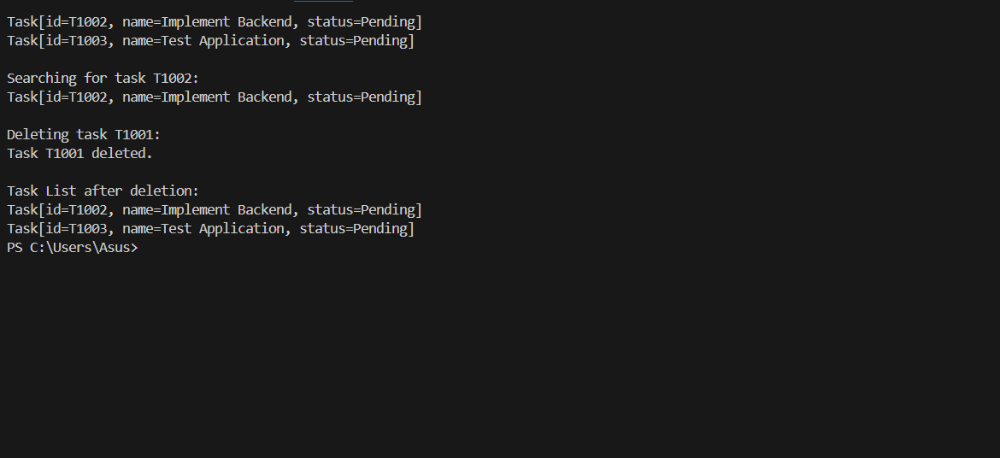 Task[id=T1002, name=Implement Backend, status=Pending]
Task[id=T1003, name=Test Application, status=Pending]
Searching for task T1002:
Task[id=T1002, name=Implement Backend, status=Pending]
Deleting task T1001:
Task T1001 deleted.
Task List after deletion:
Task[id=T1002, name=Implement Backend, status=Pending]
Task[id=T1003, name=Test Application, status=Pending]
PS C:\Users\Asus>